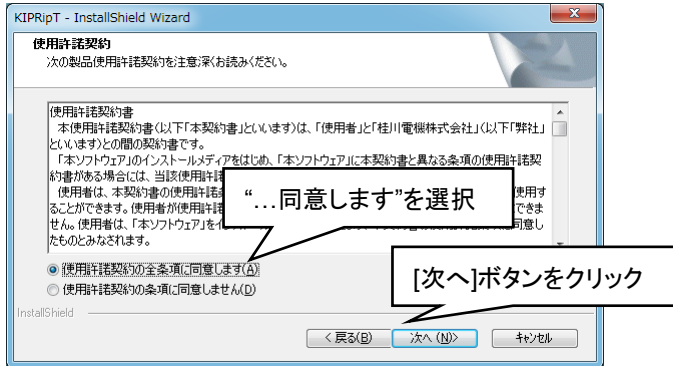 KIPRipT - InstallShield Wizard
使用許諾契約
次の製品使用許諾契約を注意深くお読みください。
使用許諾契約書
本使用許諾契約書(以下「本契約書」といいます)は、「使用者」と「桂川電機株式会社」(以下「弊社」
といいます)との間の契約書です。
「本ソフトウェア」のインストールメディアをはじめ、「本ソフトウェア」に本契約書と異なる条項の使用許諾契
約書がある場合には、当該使用許諾
使用者は、本契約書の使用許諾条
使用す
ることができます。使用者が使用許諾
できま
せん。使用者は、「本ソフトウェア」をイ
同意し
たものとみなされます。
“…同意します”を選択
使用許諾契約の全条項に同意します(A)
使用許諾契約の条項に同意しません(D)
[次へ]ボタンをクリック
InstallShield
< 戻る(B)
次へ (N)>
キャンセル